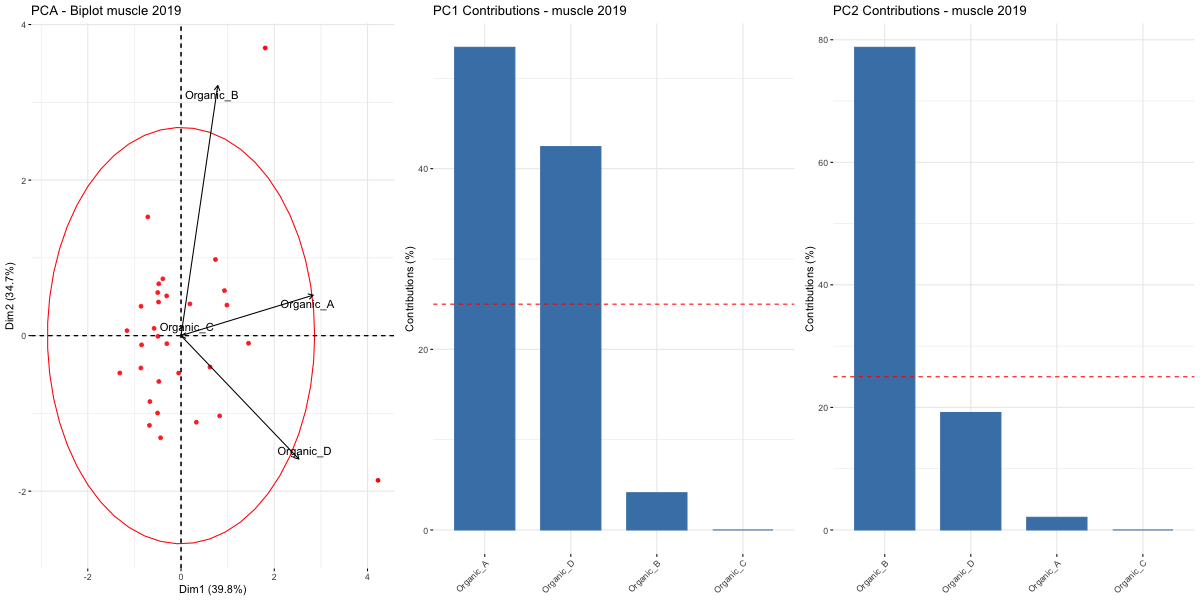 PCA - Biplot muscle 2019
Dim2 (34.7%)
4
2
0
-2
Organic_B
Organic_A
Organic_C
Organic_D
-2
0
2
4
Dim1 (39.8%)
PC1 Contributions - muscle 2019
Contributions (%)
40
20
0
Organic_A
Organic_D
Organic_B
Organic_C
PC2 Contributions - muscle 2019
Contributions (%)
80
60
40
20
0
Organic_B
Organic_D
Organic_A
Organic_C